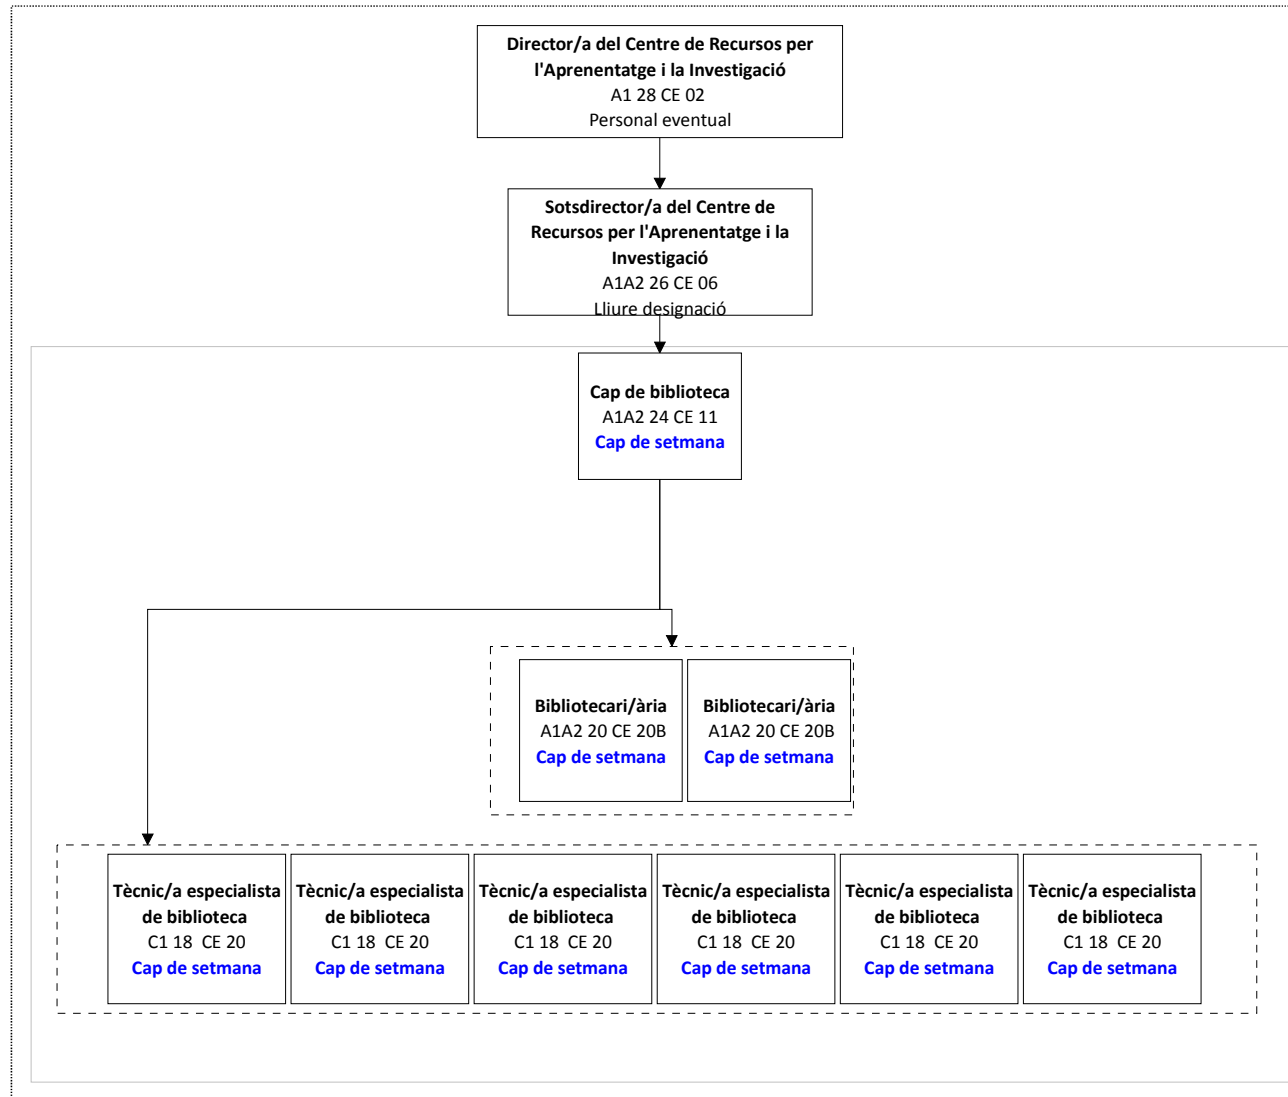 Director/a del Centre de Recursos per
l'Aprenentatge i la Investigació
A1 28 CE 02
Personal eventual
Sotsdirector/a del Centre de
Recursos per l'Aprenentatge i la
Investigació
A1A2 26 CE 06
Lliure designació
Cap de biblioteca
A1A2 24 CE 11
Cap de setmana
Bibliotecari/ària
A1A2 20 CE 20B
Cap de setmana
Bibliotecari/ària
A1A2 20 CE 20B
Cap de setmana
Tècnic/a especialista
de biblioteca
C1 18  CE 20
Cap de setmana
Tècnic/a especialista
de biblioteca
C1 18  CE 20
Cap de setmana
Tècnic/a especialista
de biblioteca
C1 18  CE 20
Cap de setmana
Tècnic/a especialista
de biblioteca
C1 18  CE 20
Cap de setmana
Tècnic/a especialista
de biblioteca
C1 18  CE 20
Cap de setmana
Tècnic/a especialista
de biblioteca
C1 18  CE 20
Cap de setmana